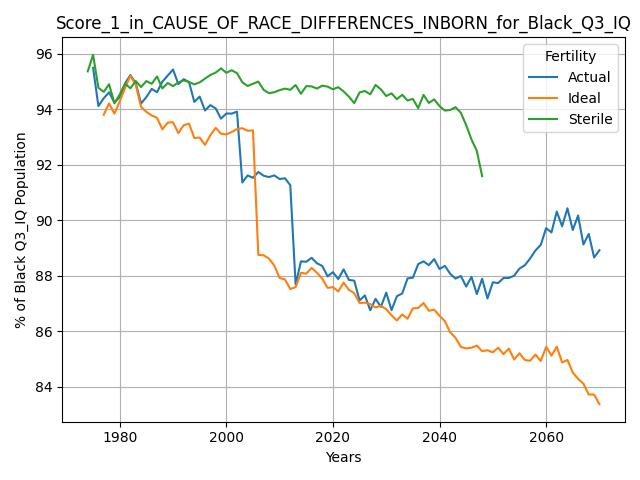 Score_1_in_CAUSE_OF_RACE_DIFFERENCES_INBORN_for_Black_Q3_IQ
Fertility
Actual
Ideal
Sterile
% of Black Q3_IQ Population
96
94
92
90
88
86
84
1980
2000
2020
2040
2060
Years